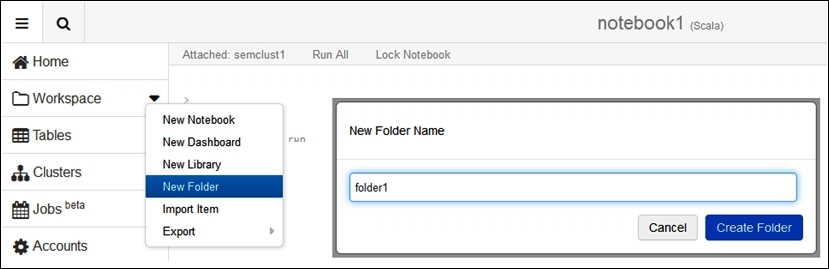 notebook1 (Scala)
Home
Attached: semclust1 Run All Lock Notebook
Workspace
>
New Notebook
Tables
New Dashboard
run
New Library
Clusters
New Folder
Jobs beta
Import Item
Accounts
Export
New Folder Name
folder1
Cancel Create Folder